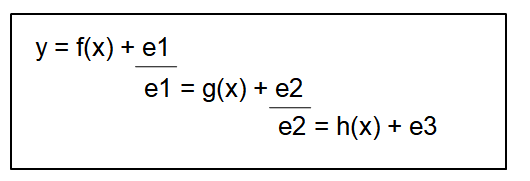 y = f(x) + e1
e1 = g(x) + e2
e2 = h(x) + e3